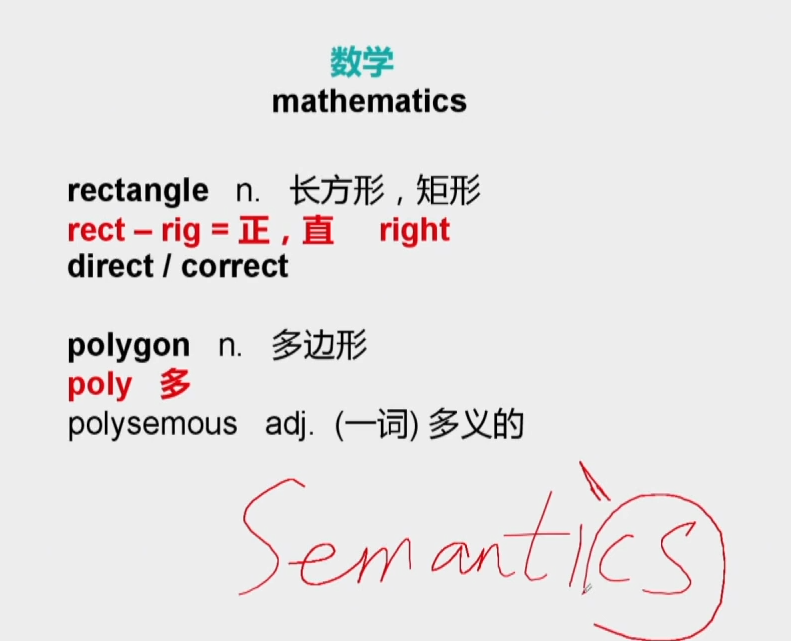 数学
mathematics
rectangle n. 长方形，矩形
rect – rig = 正，直 right
direct / correct
polygon n. 多边形
poly 多
polysemous adj. (一词) 多义的
Semantics